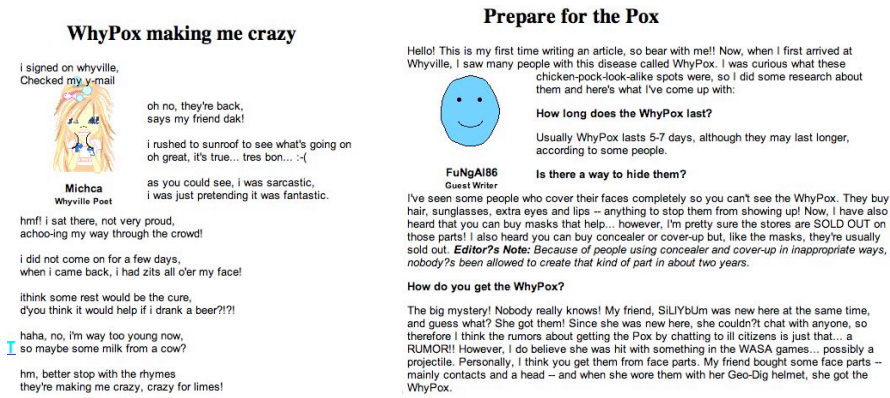 WhyPox making me crazy
i signed on whyville,
Checked my y-mail
oh no, they're back,
says my friend dak!
i rushed to sunroof to see what's going on
oh great, it's true... tres bon... :-(
as you could see, i was sarcastic,
i was just pretending it was fantastic.
Michca
Whyville Poet
hmf! i sat there, not very proud,
achoo-ing my way through the crowd!
i did not come on for a few days,
when i came back, i had zits all o'er my face!
ithink some rest would be the cure,
d'you think it would help if i drank a beer?!?!
haha, no, i'm way too young now,
so maybe some milk from a cow?
T
hm, better stop with the rhymes
they're making me crazy, crazy for limes!
Prepare for the Pox
Hello! This is my first time writing an article, so bear with me!! Now, when I first arrived at
Whyville, I saw many people with this disease called WhyPox. I was curious what these
chicken-pock-look-alike spots were, so I did some research about
them and here's what I've come up with:
How long does the WhyPox last?
Usually WhyPox lasts 5-7 days, although they may last longer,
according to some people.
FuNgAl86
Guest Writer
Is there a way to hide them?
I've seen some people who cover their faces completely so you can't see the WhyPox. They buy
hair, sunglasses, extra eyes and lips -- anything to stop them from showing up! Now, I have also
heard that you can buy masks that help... however, I'm pretty sure the stores are SOLD OUT on
those parts! I also heard you can buy concealer or cover-up but, like the masks, they're usually
sold out. Editor?s Note: Because of people using concealer and cover-up in inappropriate ways,
nobody?s been allowed to create that kind of part in about two years.
How do you get the WhyPox?
The big mystery! Nobody really knows! My friend, SiLlYbUm was new here at the same time,
and guess what? She got them! Since she was new here, she couldn?t chat with anyone, so
therefore I think the rumors about getting the Pox by chatting to ill citizens is just that... a
RUMOR!! However, I do believe she was hit with something in the WASA games... possibly a
projectile. Personally, I think you get them from face parts. My friend bought some face parts --
mainly contacts and a head -- and when she wore them with her Geo-Dig helmet, she got the
WhyPox.